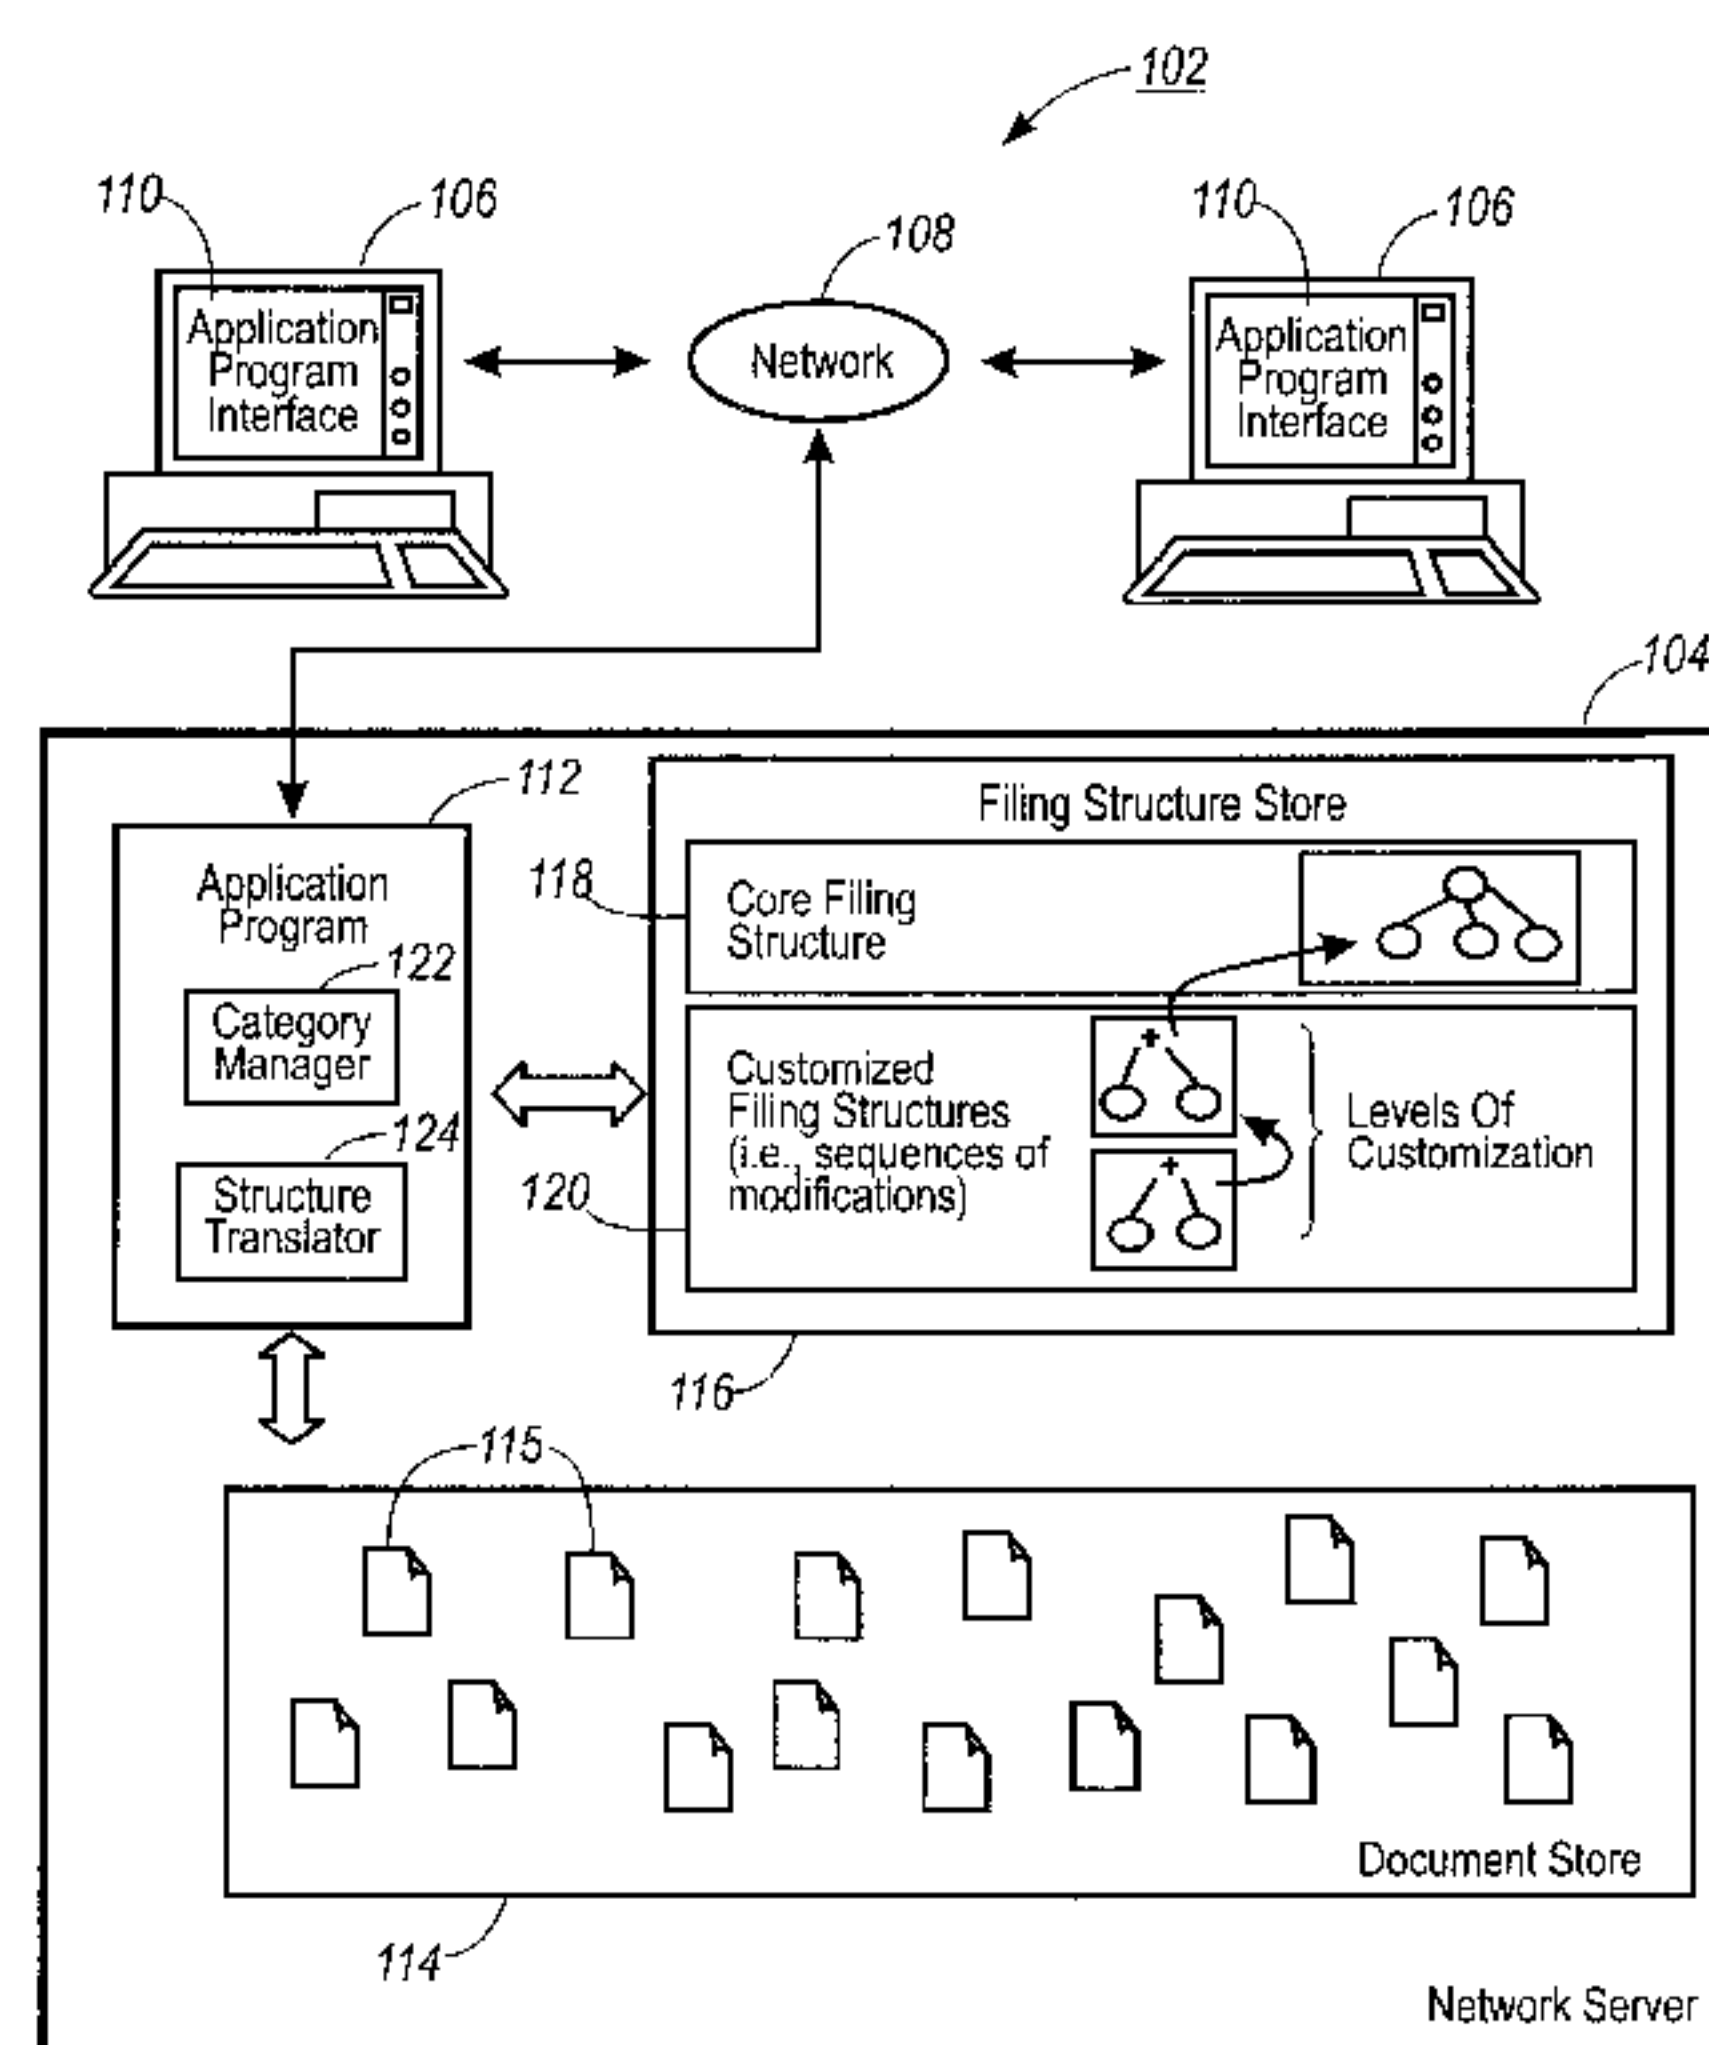 102
110
106
108
110
106
Application
Program
Interface
Network
Application
Program
Interface
104
112
Application
Program
122
Category
Manager
124
Structure
Translator
Filing Structure Store
118
Core Filing
Structure
Customized
Filing Structures
(i.e., sequences of
modifications)
120
+
+
Levels Of
Customization
116
115
Document Store
114
Network Server